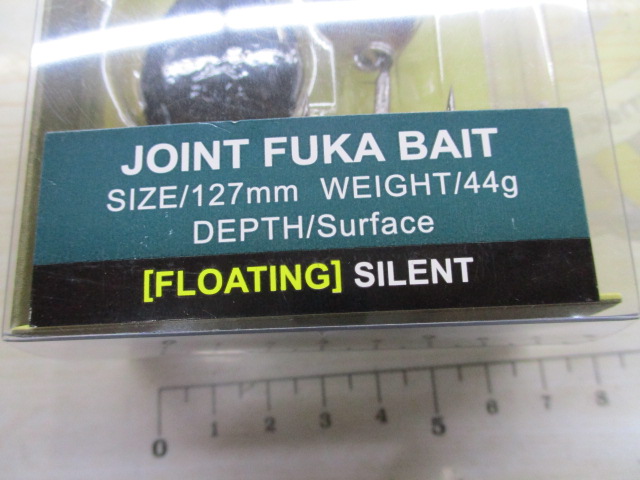 JOINT FUKA BAIT
SIZE/127mm WEIGHT/44g
DEPTH/Surface
[FLOATING] SILENT
0 1 2 3 4 5 6 7 8